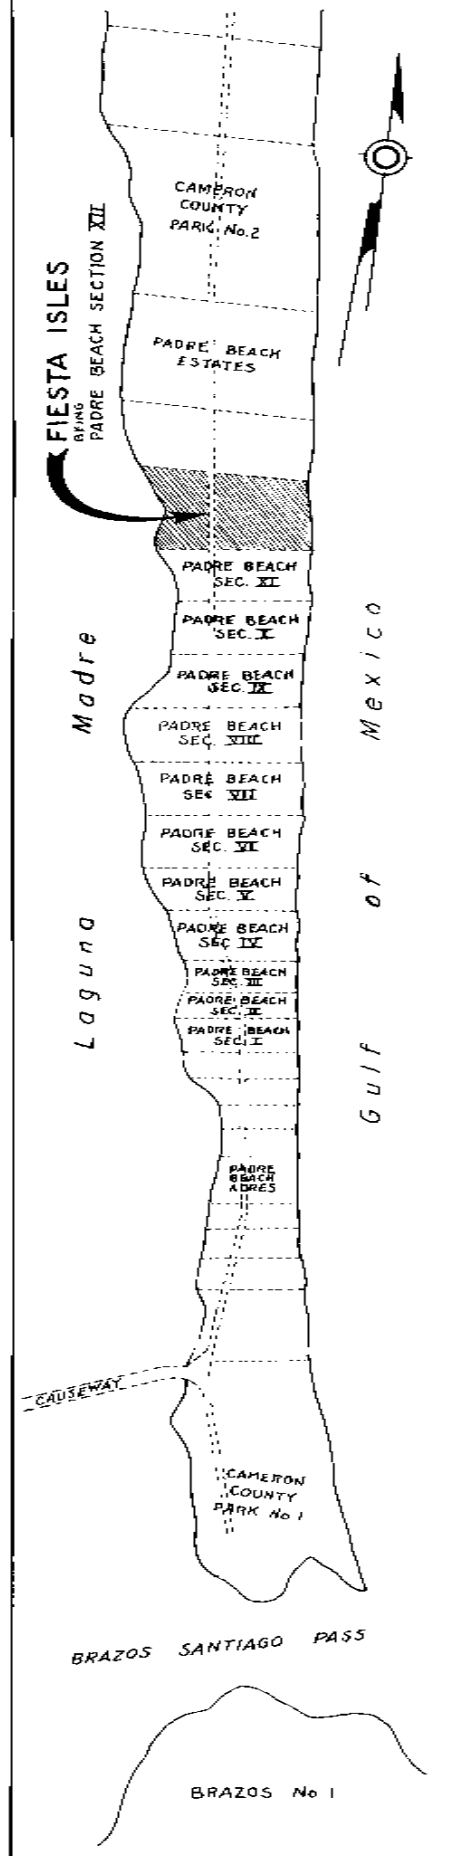 CAMERON
COUNTY
PARK No. 2
FIESTA ISLES
BEING
PADRE BEACH SECTION XII
PADRE BEACH
ESTATES
PADRE BEACH
SEC. XI
PADRE BEACH
SEC. X
PADRE BEACH
SEC. IX
PADRE BEACH
SEC. VIII
PADRE BEACH
SEC VII
PADRE BEACH
SEC. VI
PADRE BEACH
SEC. V
PADRE BEACH
SEC IV
PADRE BEACH
SEC. III
PADRE BEACH
SEC. II
PADRE BEACH
SEC. I
Laguna Madre
Gulf of Mexico
PADRE
BEACH
ACRES
CAUSEWAY
CAMERON
COUNTY
PARK No 1
BRAZOS SANTIAGO PASS
BRAZOS No 1